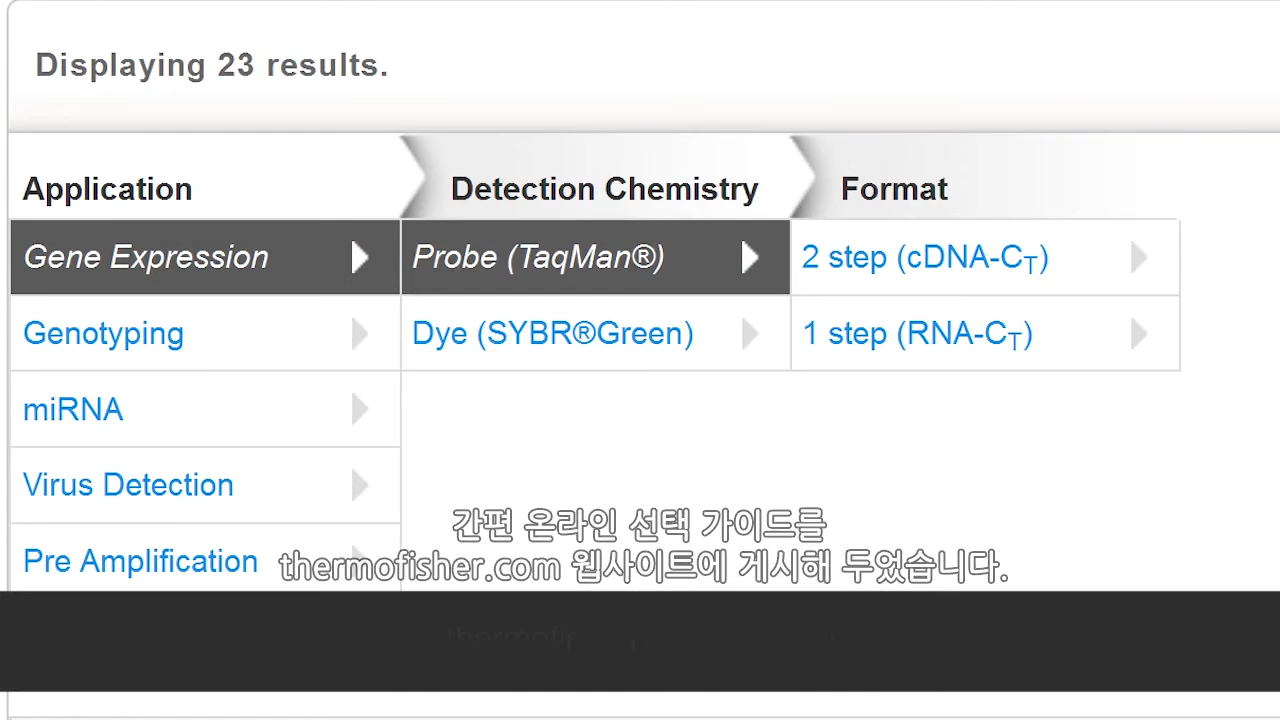 Displaying 23 results.
Application Detection Chemistry Format
Gene Expression Probe (TaqMan®) 2 step (cDNA-CT)
Genotyping Dye (SYBR®Green) 1 step (RNA-CT)
miRNA
Virus Detection
Pre Amplification
간편 온라인 선택 가이드를
thermofisher.com 웹사이트에 게시해 두었습니다.